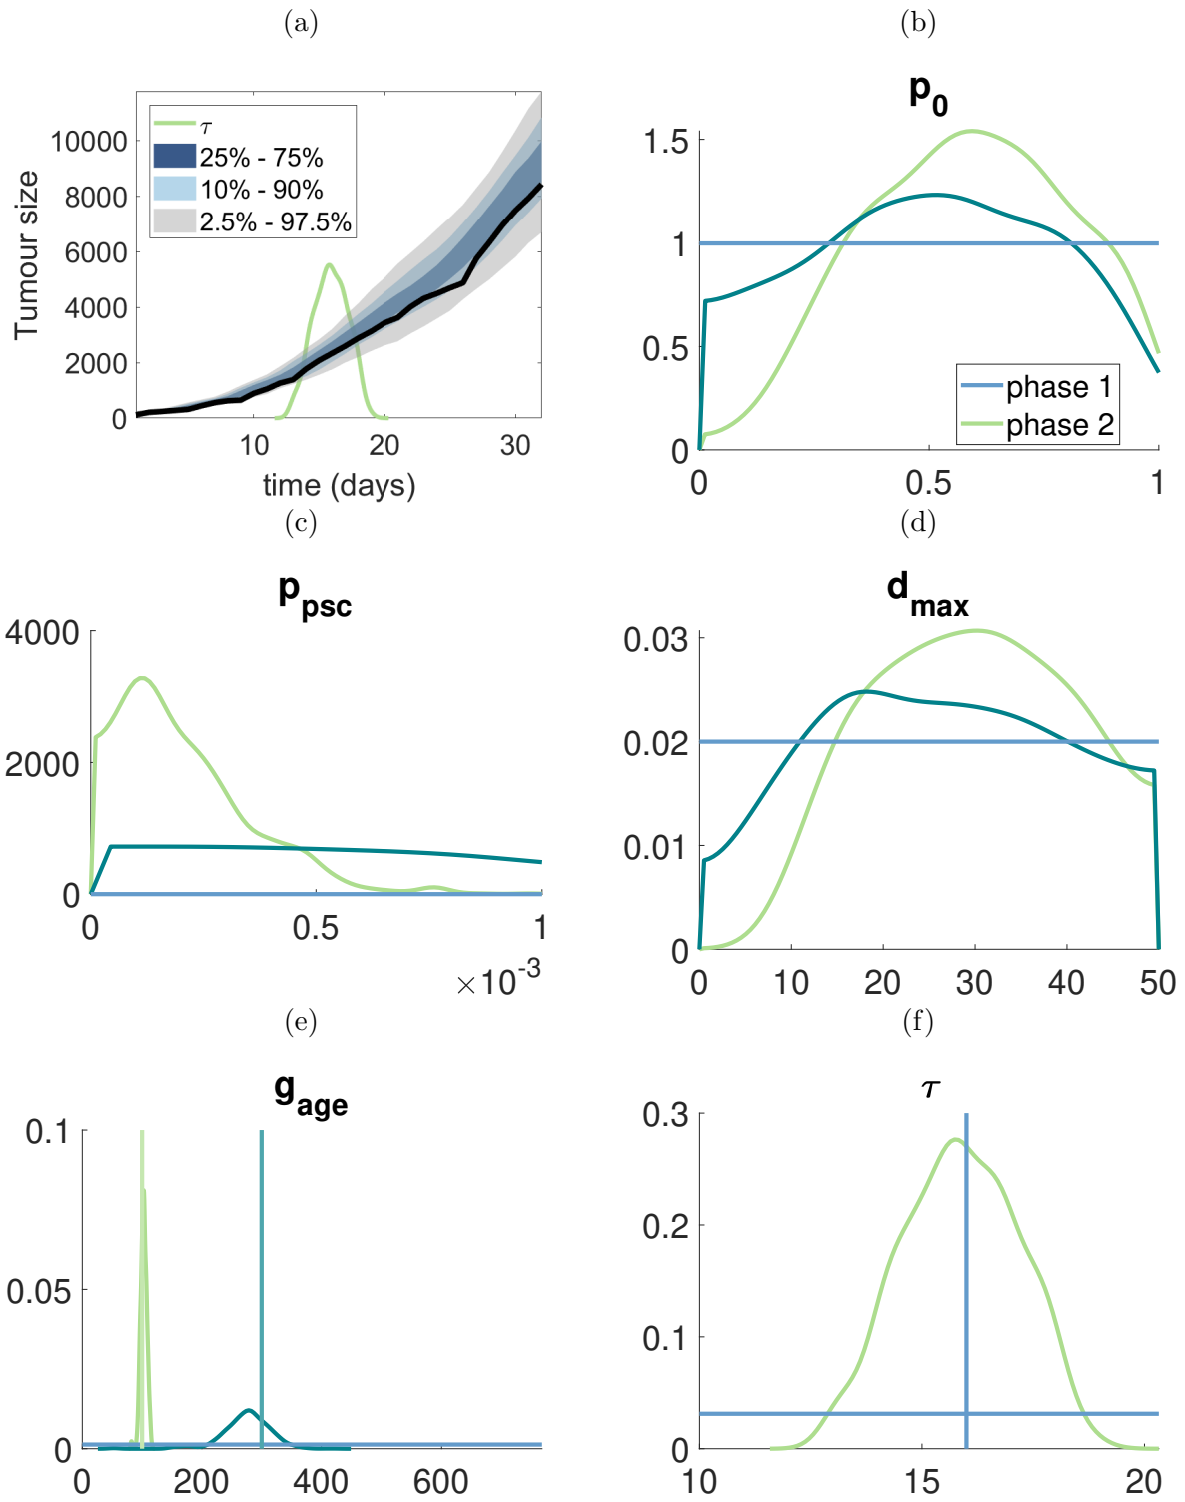 (a)
τ
25% - 75%
10% - 90%
2.5% - 97.5%
Tumour size
10000
8000
6000
4000
2000
0
10 20 30
time (days)
(b)
p0
1.5
1
0.5
0
phase 1
phase 2
0 0.5 1
(c)
ppsc
4000
2000
0
0 0.5 1
×10-3
(d)
dmax
0.03
0.02
0.01
0
0 10 20 30 40 50
(e)
gage
0.1
0.05
0
0 200 400 600
(f)
τ
0.3
0.2
0.1
0
10 15 20